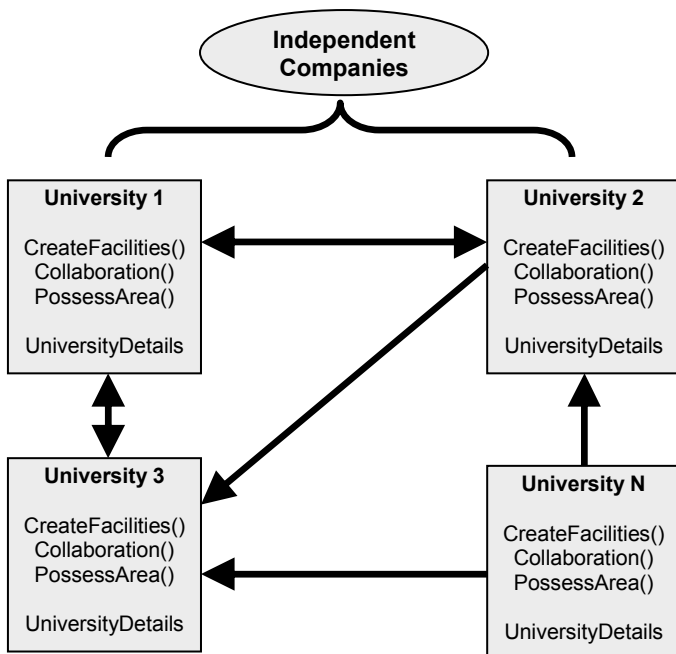 Independent
Companies
University 1
CreateFacilities()
Collaboration()
PossessArea()
UniversityDetails
University 2
CreateFacilities()
Collaboration()
PossessArea()
UniversityDetails
University 3
CreateFacilities()
Collaboration()
PossessArea()
UniversityDetails
University N
CreateFacilities()
Collaboration()
PossessArea()
UniversityDetails